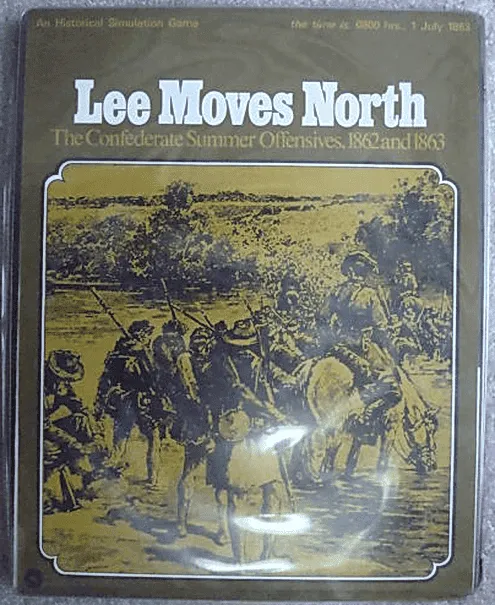 An Historical Simulation Game
the time is 0800 hrs., 1 July 1863
Lee Moves North
The Confederate Summer Offensives, 1862 and 1863